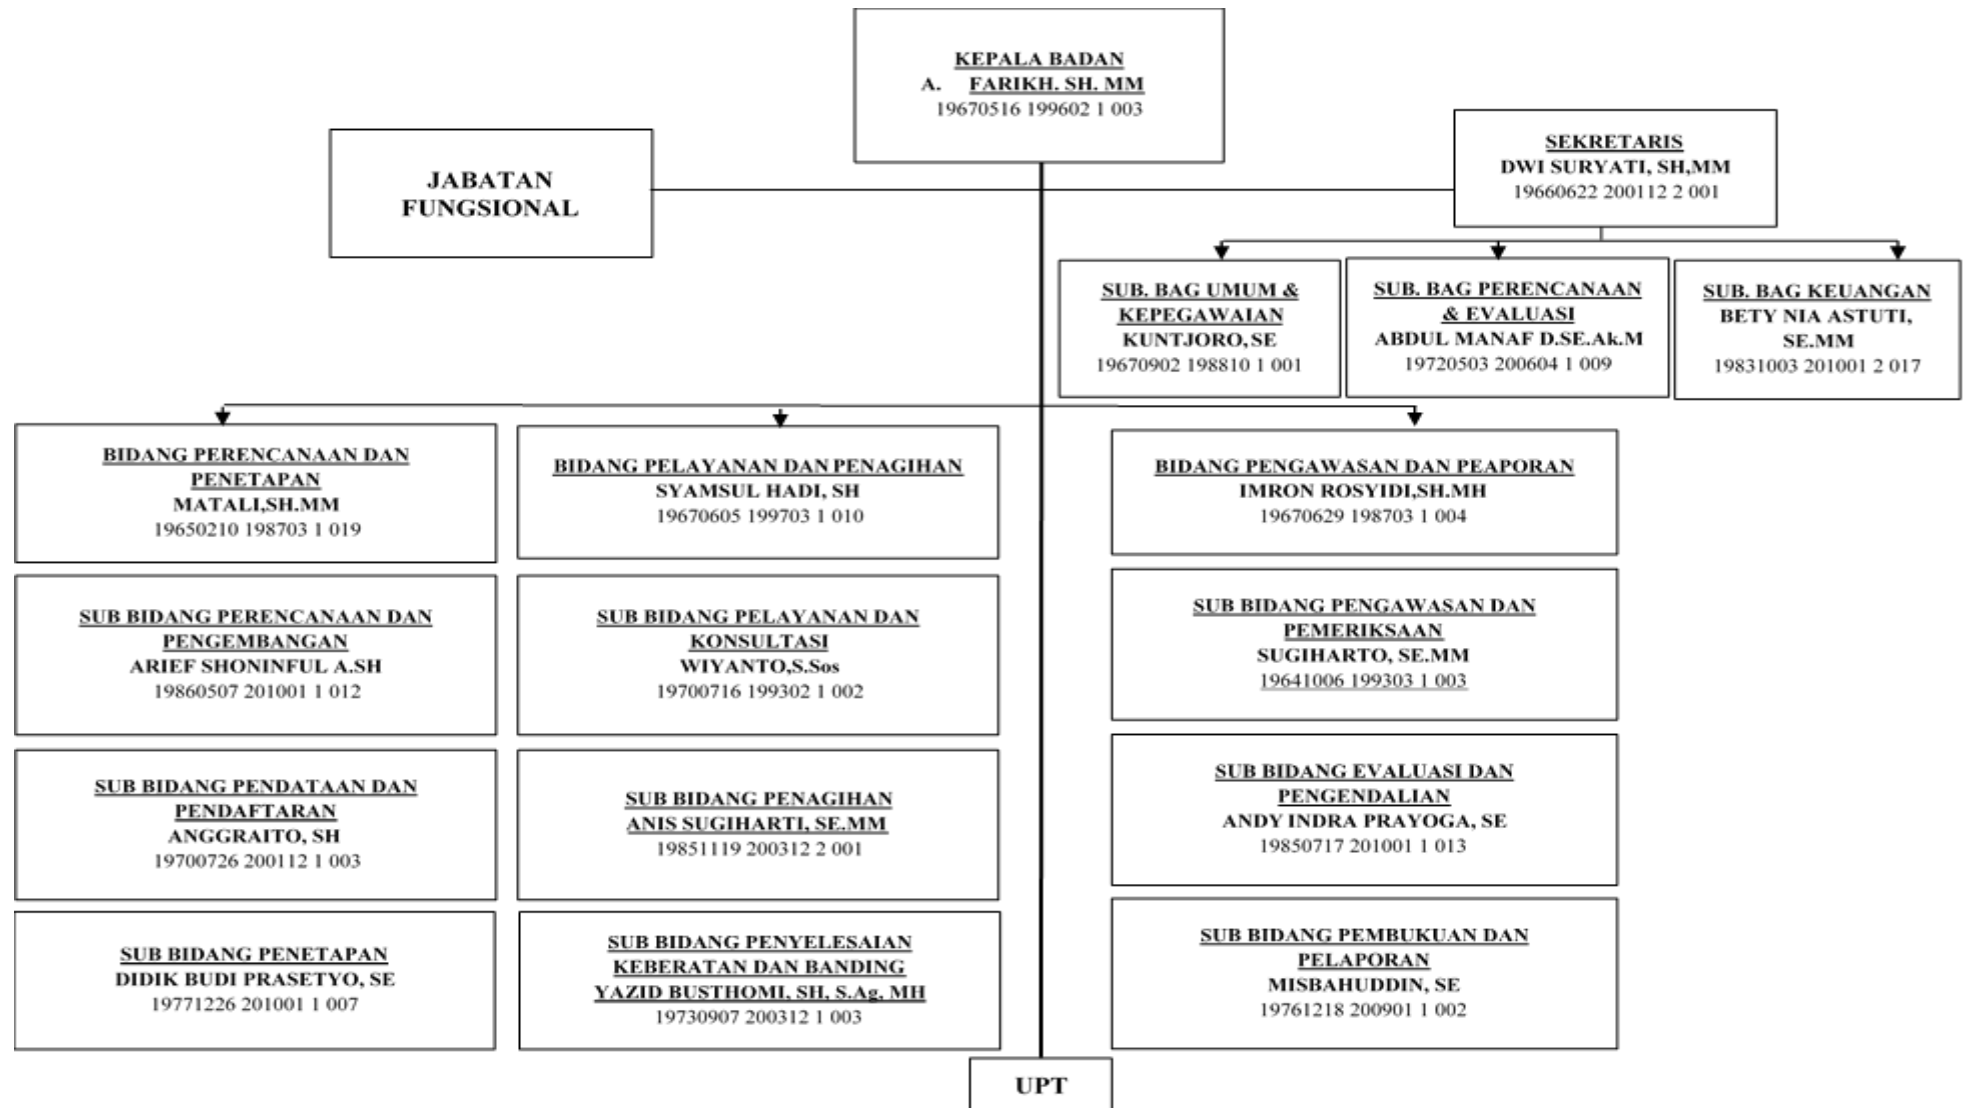 KEPALA BADAN
A. FARIKH. SH. MM
19670516 199602 1 003
JABATAN
FUNGSIONAL
SEKRETARIS
DWI SURYATI, SH,MM
19660622 200112 2 001
SUB. BAG UMUM &
KEPEGAWAIAN
KUNTJORO, SE
19670902 198810 1 001
SUB. BAG PERENCANAAN
& EVALUASI
ABDUL MANAF D.SE.Ak.M
19720503 200604 1 009
SUB. BAG KEUANGAN
BETY NIA ASTUTI,
SE.MM
19831003 201001 2 017
BIDANG PERENCANAAN DAN
PENETAPAN
MATALI,SH.MM
19650210 198703 1 019
SUB BIDANG PERENCANAAN DAN
PENGEMBANGAN
ARIEF SHONINFUL A.SH
19860507 201001 1 012
SUB BIDANG PENDATAAN DAN
PENDAFTARAN
ANGGRAITO, SH
19700726 200112 1 003
SUB BIDANG PENETAPAN
DIDIK BUDI PRASETYO, SE
19771226 201001 1 007
BIDANG PELAYANAN DAN PENAGIHAN
SYAMSUL HADI, SH
19670605 199703 1 010
SUB BIDANG PELAYANAN DAN
KONSULTASI
WIYANTO,S.Sos
19700716 199302 1 002
SUB BIDANG PENAGIHAN
ANIS SUGIHARTI, SE.MM
19851119 200312 2 001
SUB BIDANG PENYELESAIAN
KEBERATAN DAN BANDING
YAZID BUSTHOMI, SH, S.Ag, MH
19730907 200312 1 003
BIDANG PENGAWASAN DAN PEAPORAN
IMRON ROSYIDI,SH.MH
19670629 198703 1 004
SUB BIDANG PENGAWASAN DAN
PEMERIKSAAN
SUGIHARTO, SE.MM
19641006 199303 1 003
SUB BIDANG EVALUASI DAN
PENGENDALIAN
ANDY INDRA PRAYOGA, SE
19850717 201001 1 013
SUB BIDANG PEMBUKUAN DAN
PELAPORAN
MISBAHUDDIN, SE
19761218 200901 1 002
UPT